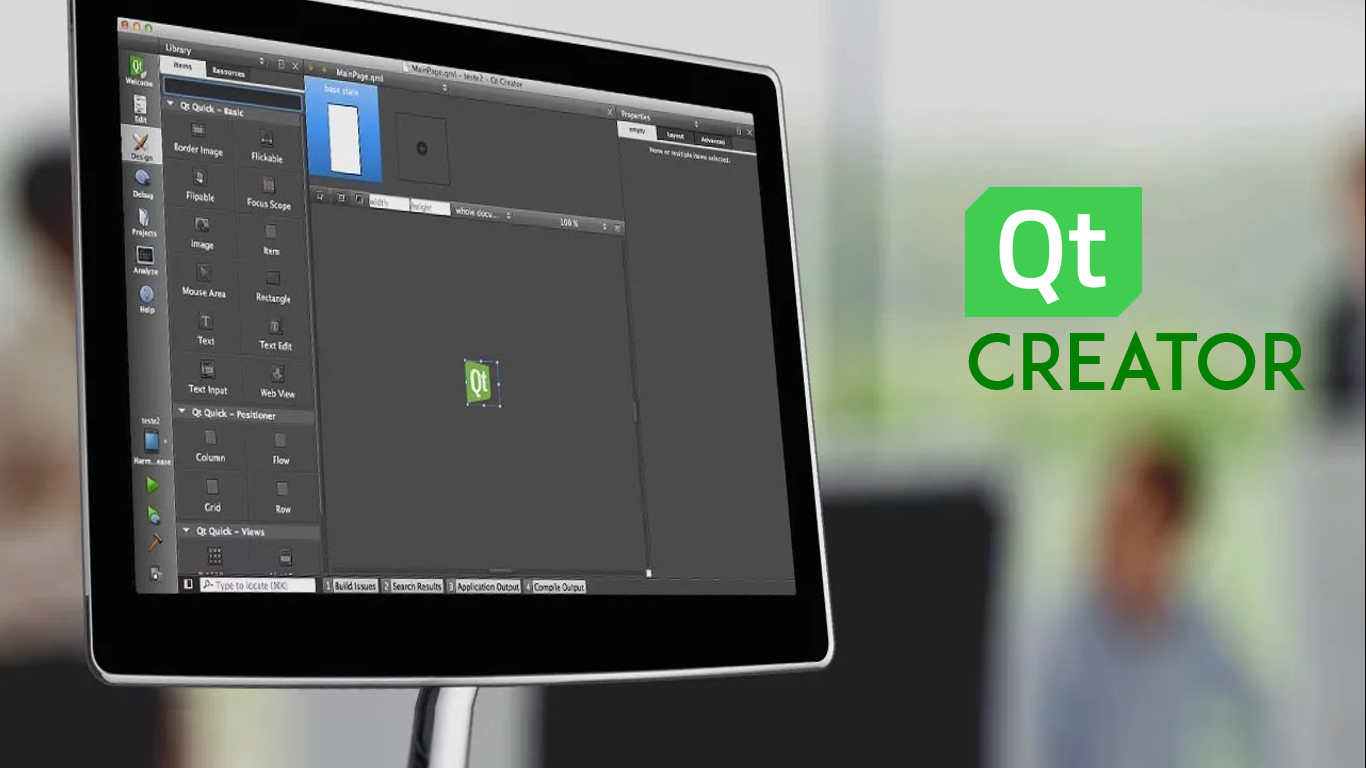 MainPage.qml - teste2 - Qt Creator
Library
Items
Resources
MainPage.qml
base state
Properties
empty
Layout
Advanced
None or multiple items selected.
Welcome
Edit
Design
Debug
Projects
Analyze
Help
Qt Quick - Basic
Border Image
Flickable
Flipable
Focus Scope
Image
Item
Mouse Area
Rectangle
Text
Text Edit
Text Input
Web View
Qt Quick - Positioner
Column
Flow
Grid
Row
Qt Quick - Views
width
height
whole docu...
100 %
Qt
teste2
Harm...ease
Type to locate (⌘K)
1 Build Issues
2 Search Results
3 Application Output
4 Compile Output
Qt
CREATOR